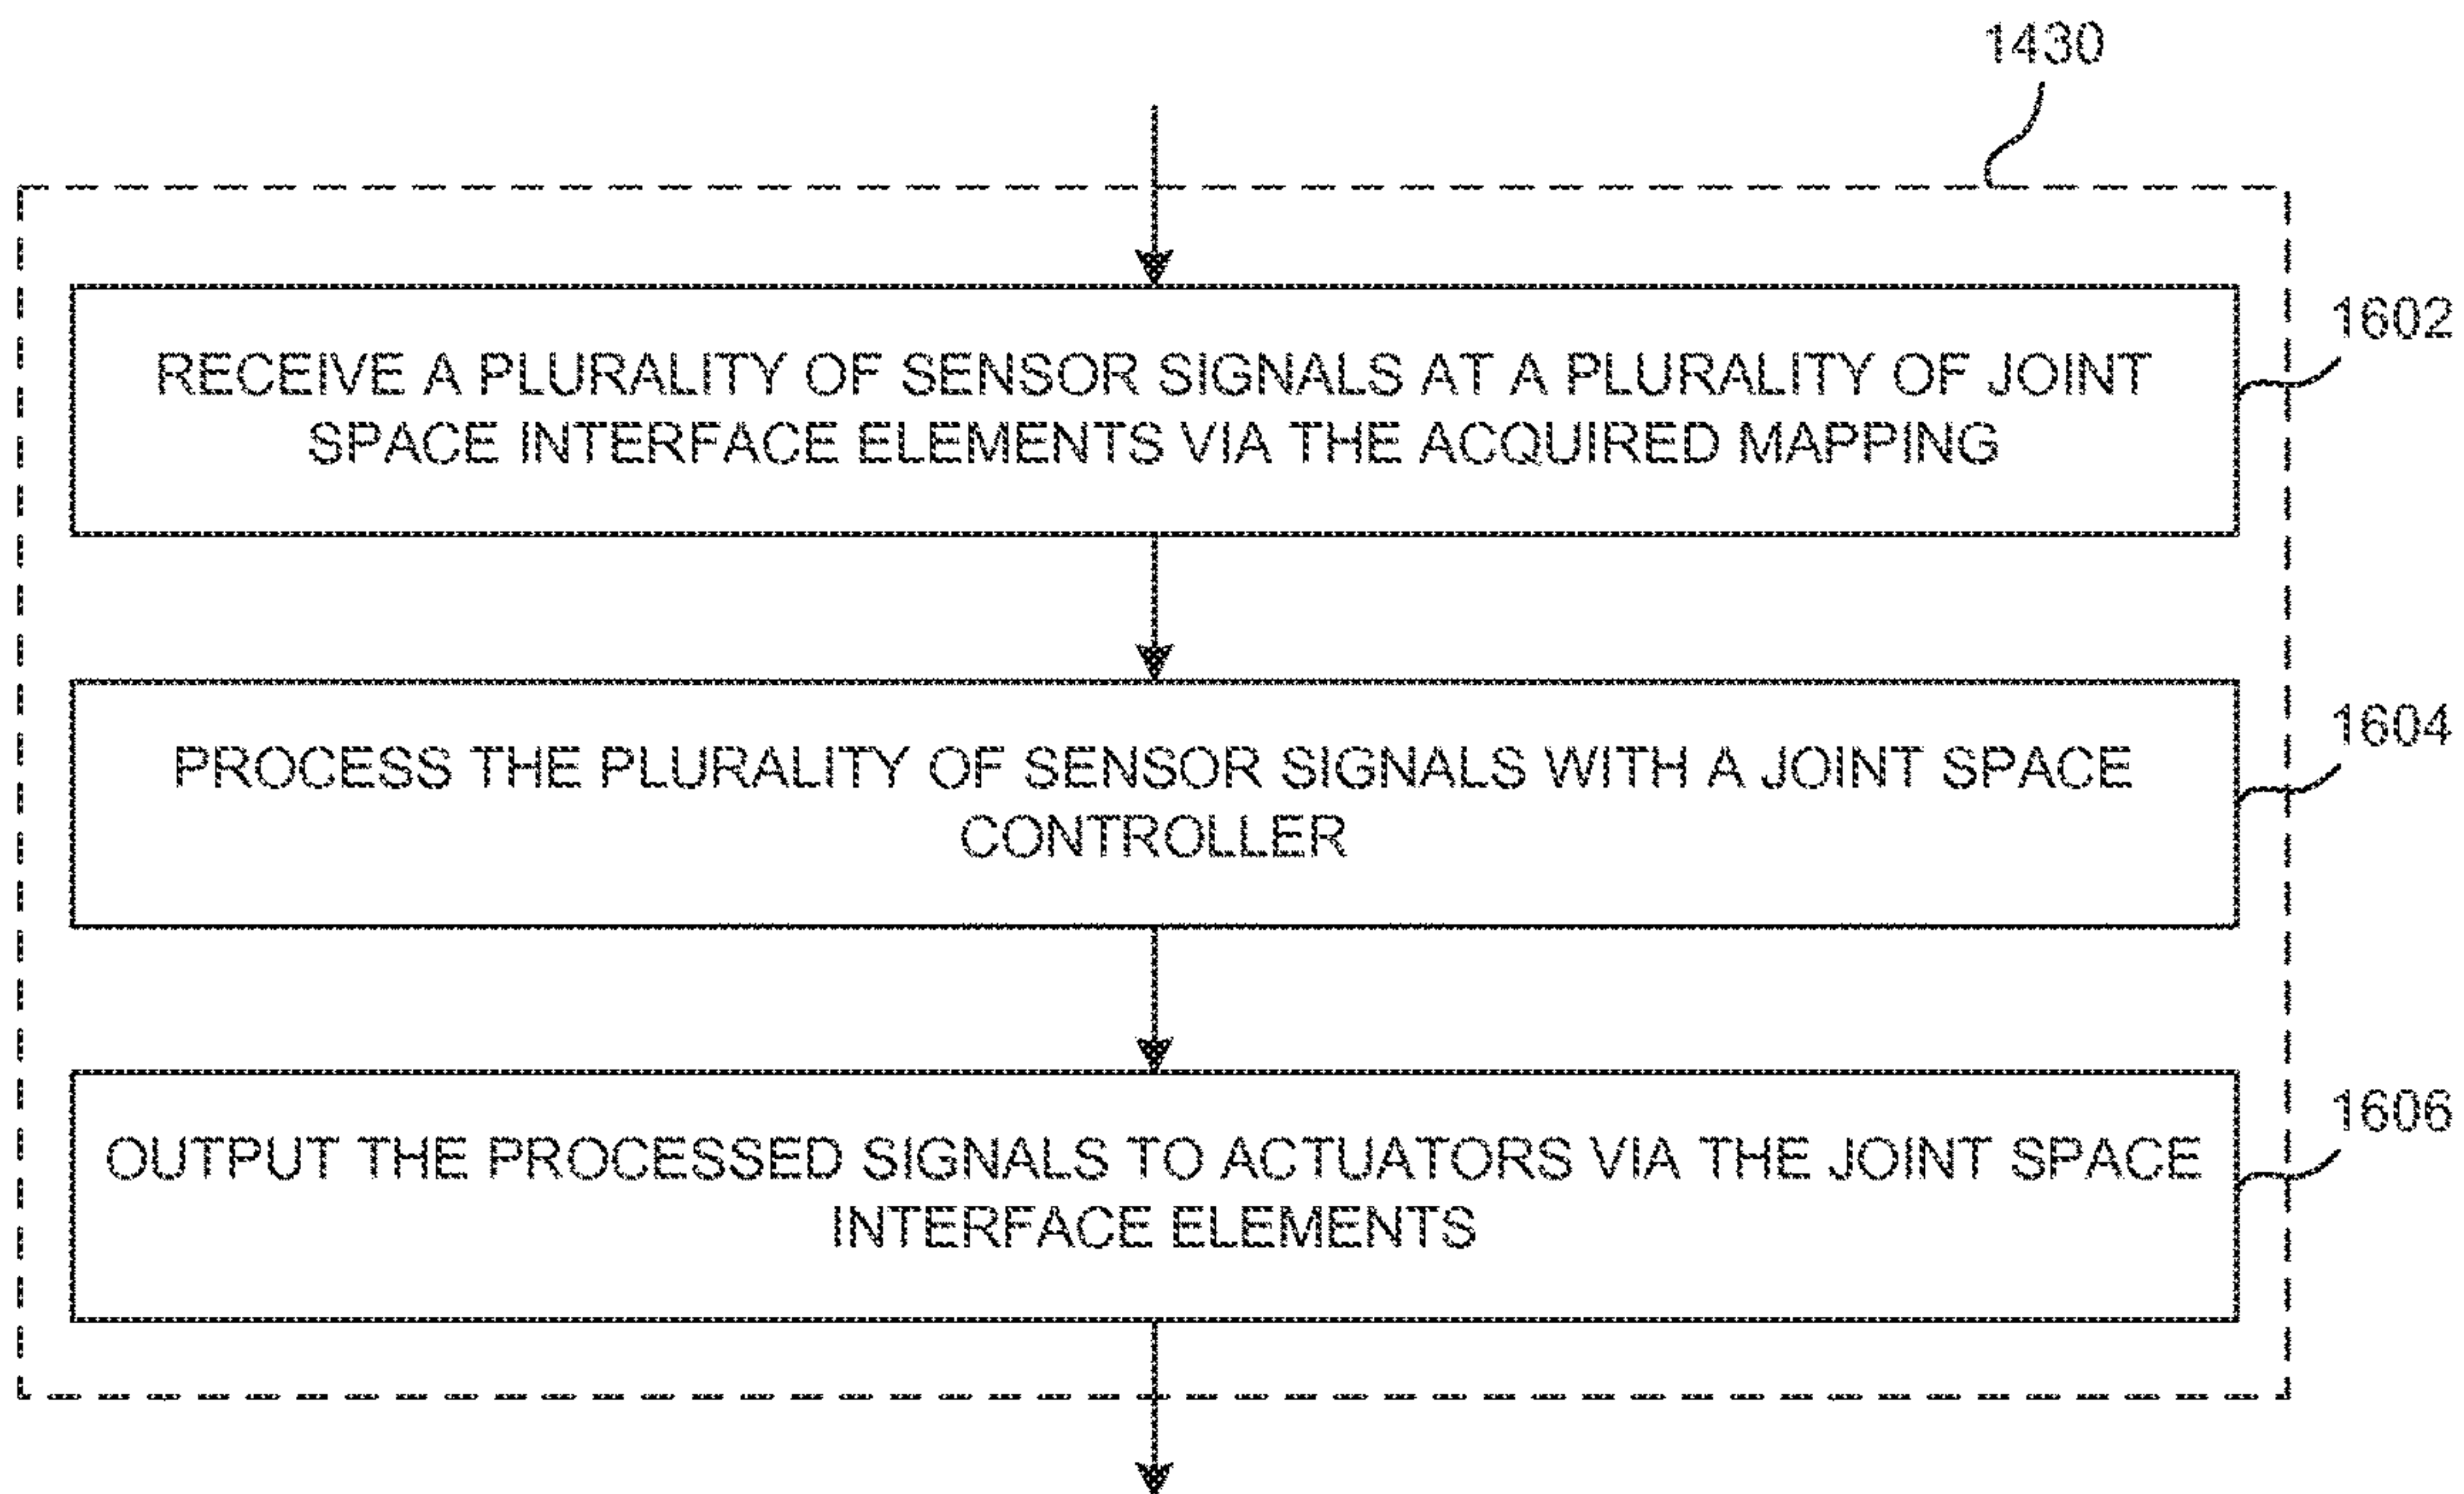 1430
RECEIVE A PLURALITY OF SENSOR SIGNALS AT A PLURALITY OF JOINT
SPACE INTERFACE ELEMENTS VIA THE ACQUIRED MAPPING
1602
PROCESS THE PLURALITY OF SENSOR SIGNALS WITH A JOINT SPACE
CONTROLLER
1604
OUTPUT THE PROCESSED SIGNALS TO ACTUATORS VIA THE JOINT SPACE
INTERFACE ELEMENTS
1606